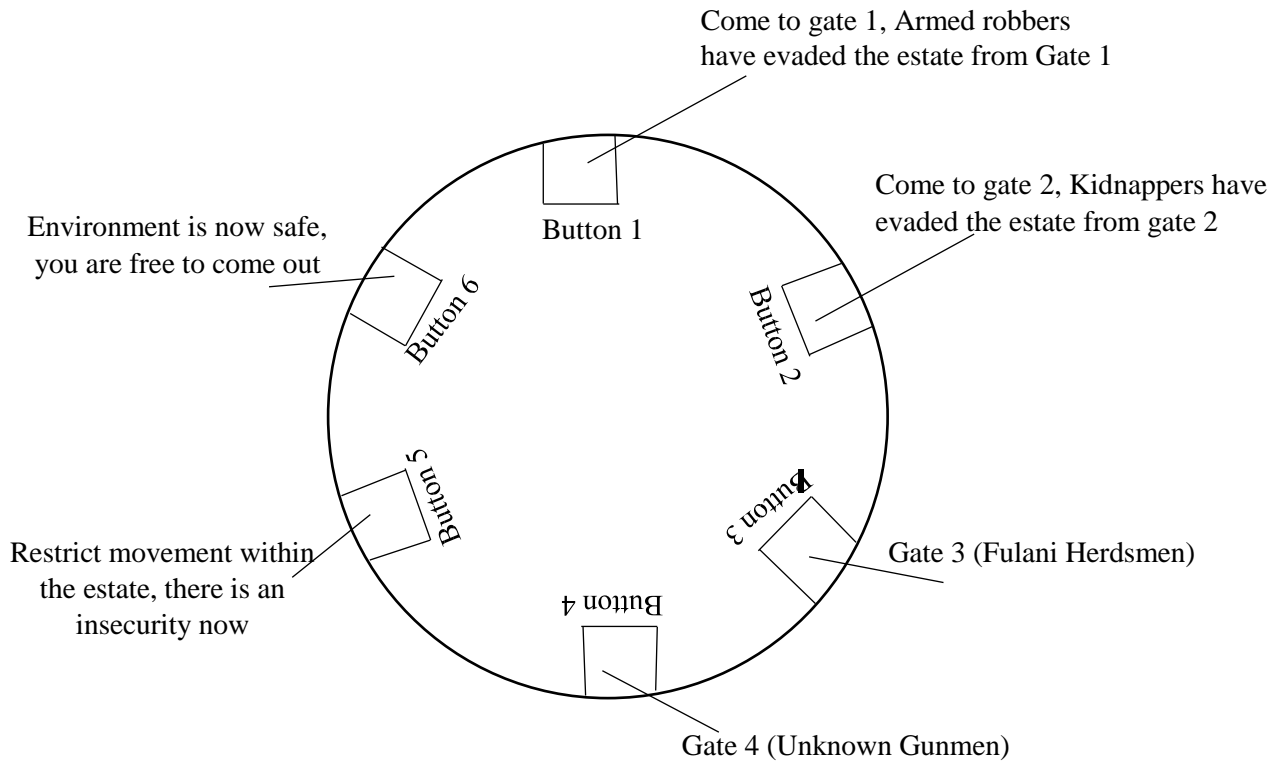 Come to gate 1, Armed robbers
have evaded the estate from Gate 1
Come to gate 2, Kidnappers have
evaded the estate from gate 2
Environment is now safe,
you are free to come out
Button 1
Button 6
Button 2
Button 5
Button 3
Restrict movement within
the estate, there is an
insecurity now
Gate 3 (Fulani Herdsmen)
Button 4
Gate 4 (Unknown Gunmen)